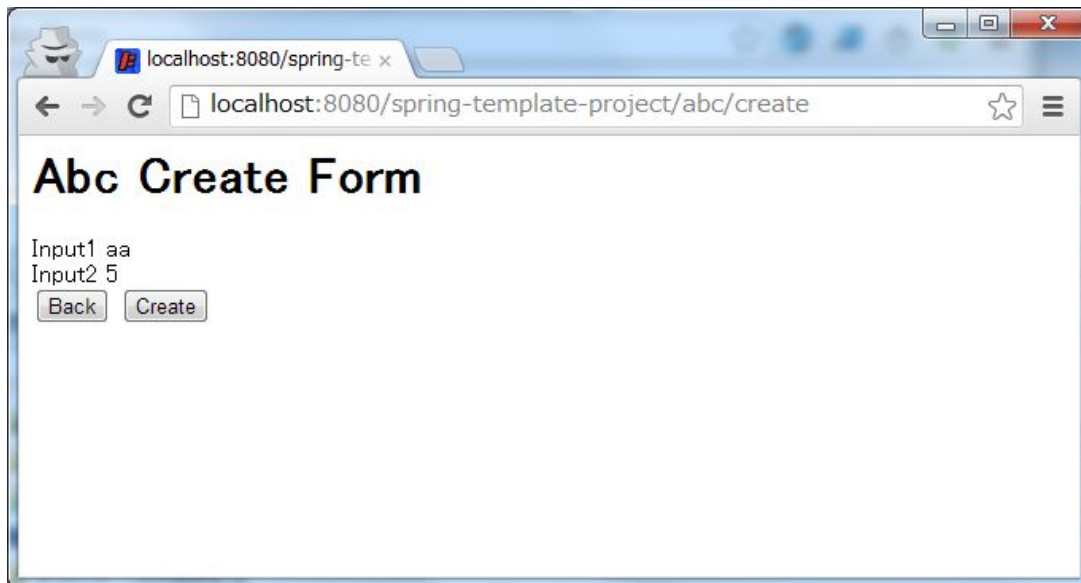 localhost:8080/spring-te
localhost:8080/spring-template-project/abc/create
Abc Create Form
Input1 aa
Input2 5
Back Create